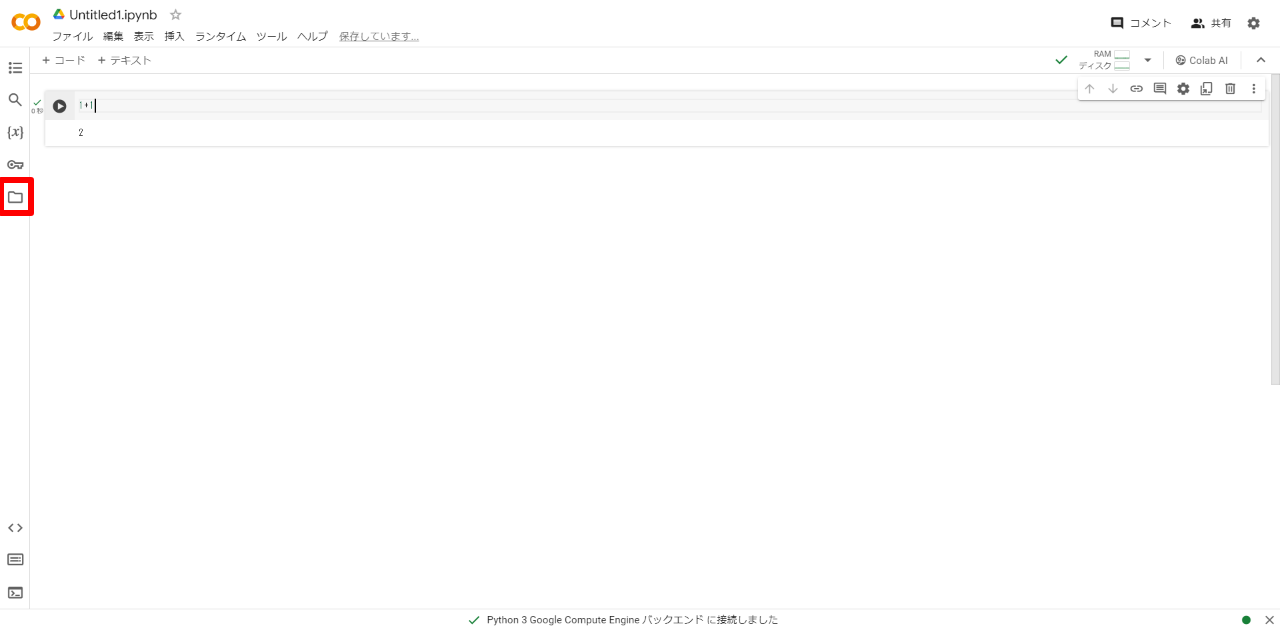 Untitled1.ipynb
ファイル 編集 表示 挿入 ランタイム ツール ヘルプ 保存しています...
コメント 共有
+ コード + テキスト
RAM
ディスク
Colab AI
{x}
0 秒
1+1
2
Python 3 Google Compute Engine バックエンド に接続しました